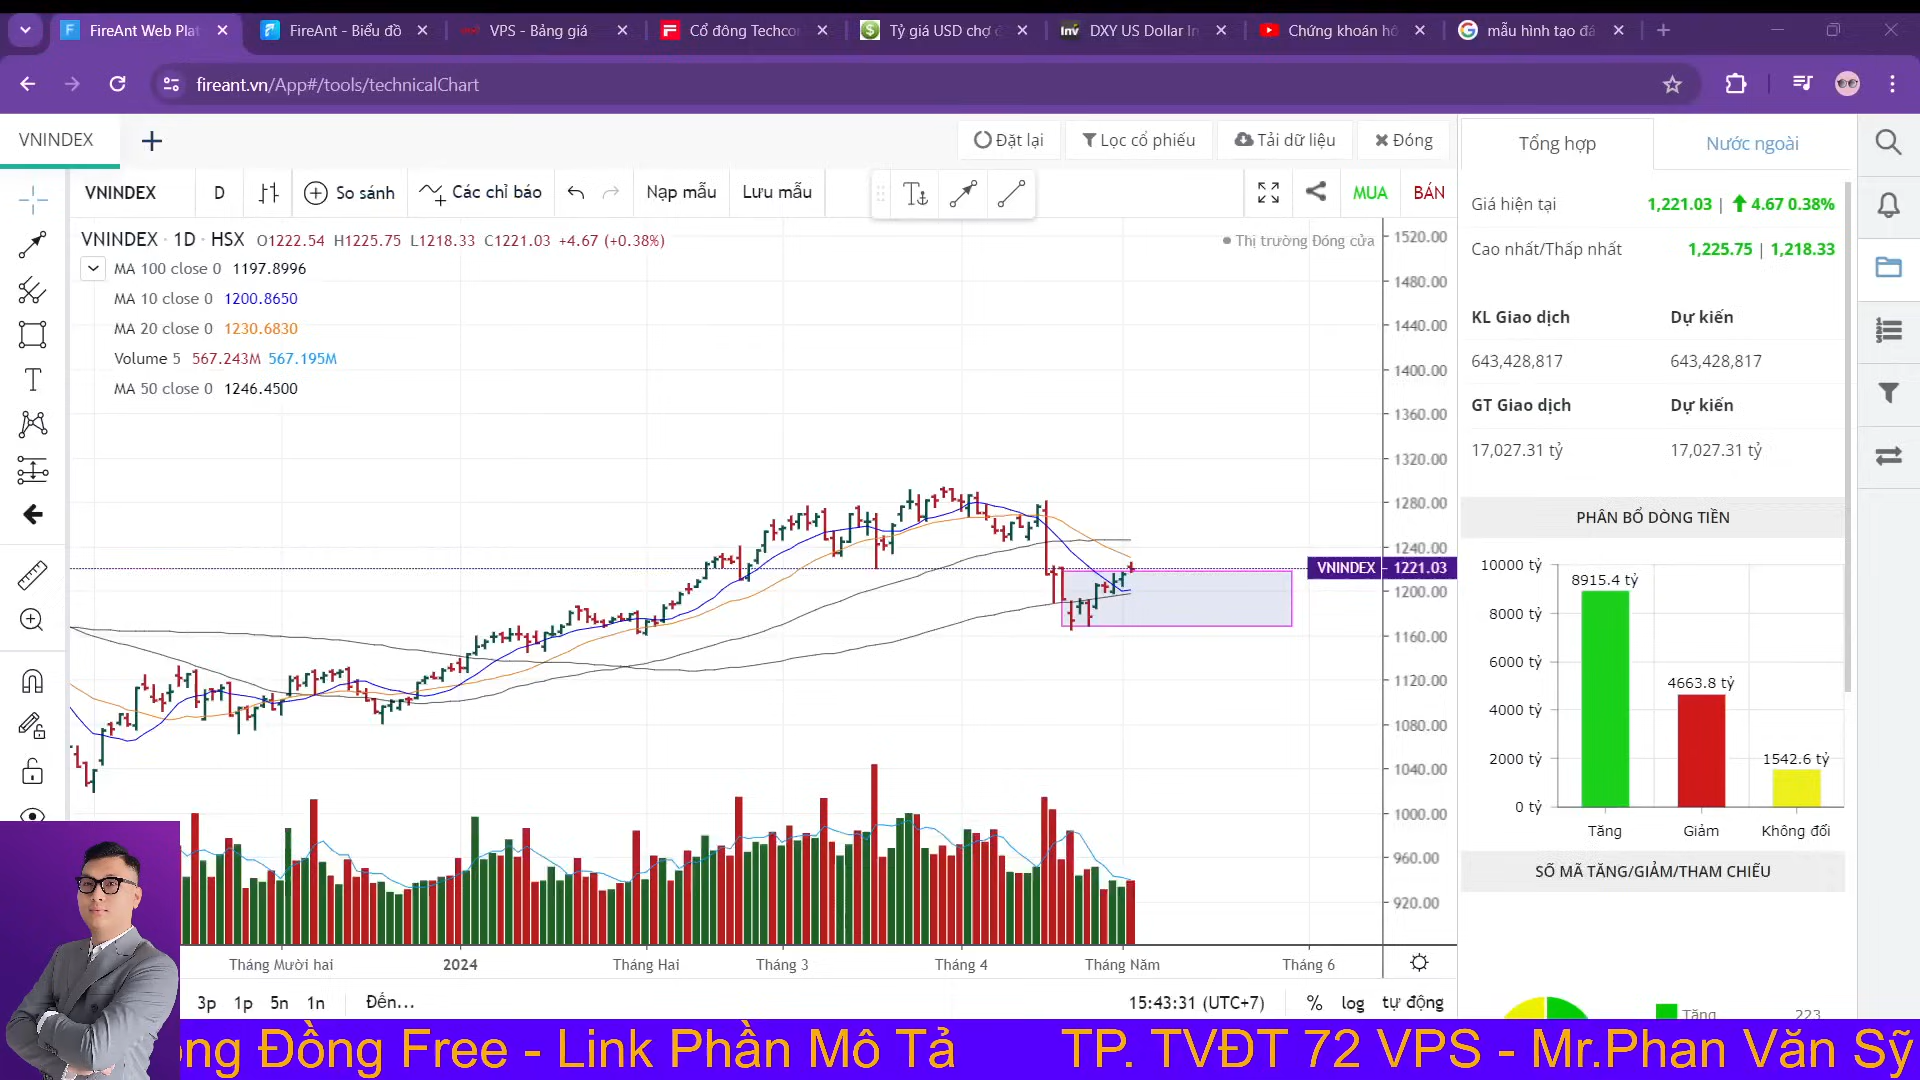 FireAnt Web Plat
FireAnt - Biểu đồ
VPS - Bảng giá
Cổ đông Techco
Tỷ giá USD chợ
inv DXY US Dollar In
Chứng khoán hô
mẫu hình tạo đá
fireant.vn/App#/tools/technicalChart
VNINDEX
Đặt lại
Lọc cổ phiếu
Tải dữ liệu
Đóng
VNINDEX
D
So sánh
Các chỉ báo
Nạp mẫu
Lưu mẫu
MUA
BÁN
VNINDEX · 1D · HSX O1222.54 H1225.75 L1218.33 C1221.03 +4.67 (+0.38%)
Thị trường Đóng cửa
MA 100 close 0 1197.8996
MA 10 close 0 1200.8650
MA 20 close 0 1230.6830
Volume 5 567.243M 567.195M
MA 50 close 0 1246.4500
1520.00
1480.00
1440.00
1400.00
1360.00
1320.00
1280.00
1240.00
VNINDEX 1221.03
1200.00
1160.00
1120.00
1080.00
1040.00
1000.00
960.00
920.00
Tháng Mười hai
2024
Tháng Hai
Tháng 3
Tháng 4
Tháng Năm
Tháng 6
3p 1p 5n 1n
Đến...
15:43:31 (UTC+7)
% log tự động
Tổng hợp
Nước ngoài
Giá hiện tại 1,221.03 | 4.67 0.38%
Cao nhất/Thấp nhất 1,225.75 | 1,218.33
KL Giao dịch Dự kiến
643,428,817 643,428,817
GT Giao dịch Dự kiến
17,027.31 tỷ 17,027.31 tỷ
PHÂN BỔ DÒNG TIỀN
10000 tỷ
8000 tỷ
6000 tỷ
4000 tỷ
2000 tỷ
0 tỷ
8915.4 tỷ
4663.8 tỷ
1542.6 tỷ
Tăng
Giảm
Không đổi
SỐ MÃ TĂNG/GIẢM/THAM CHIẾU
Tăng 223
ng Đồng Free - Link Phần Mô Tả TP. TVĐT 72 VPS - Mr.Phan Văn Sỹ